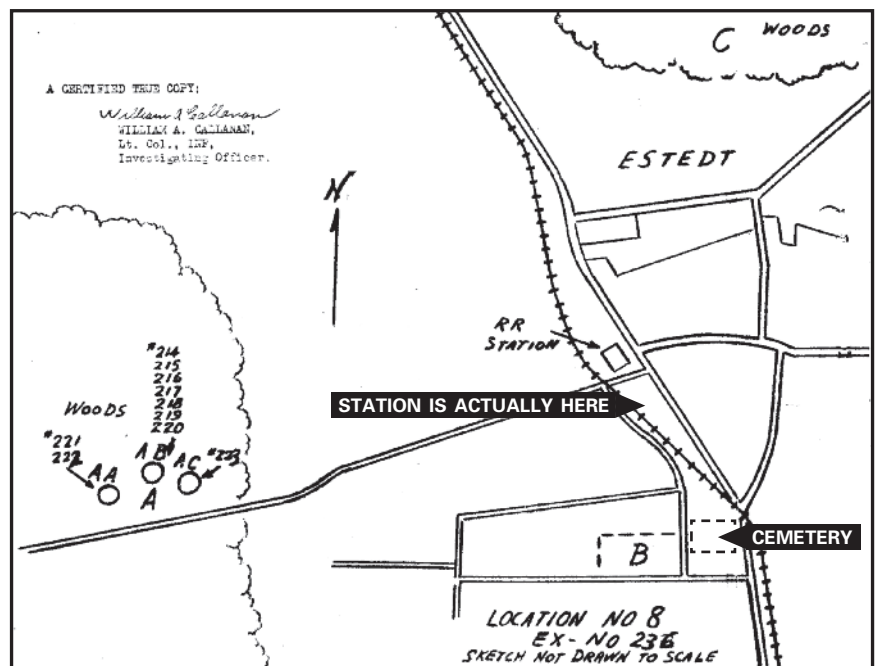 A CERTIFIED TRUE COPY:
William A Callanan
WILLIAM A. CALLANAN,
Lt. Col., INF,
Investigating Officer.
N
C WOODS
ESTEDT
RR
STATION
STATION IS ACTUALLY HERE
#214
215
216
217
218
219
220
WOODS
#221
222
#223
AA
AB
AC
A
B
CEMETERY
LOCATION NO 8
EX-NO 236
SKETCH NOT DRAWN TO SCALE